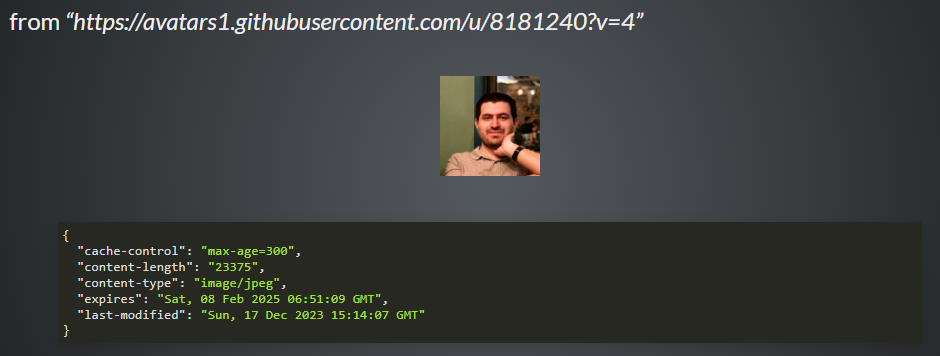 from “https://avatars1.githubusercontent.com/u/8181240?v=4”
{
"cache-control": "max-age=300",
"content-length": "23375",
"content-type": "image/jpeg",
"expires": "Sat, 08 Feb 2025 06:51:09 GMT",
"last-modified": "Sun, 17 Dec 2023 15:14:07 GMT"
}